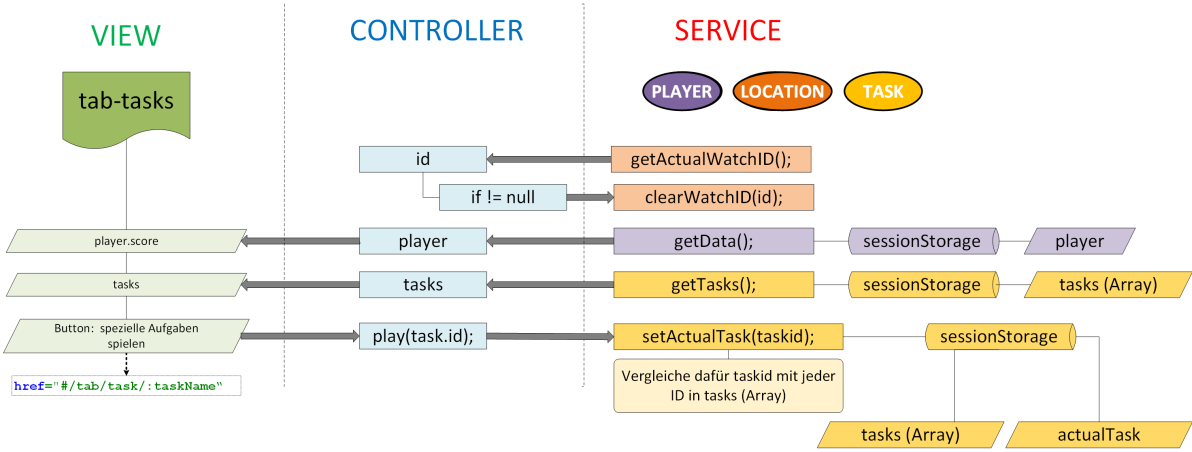 VIEW
CONTROLLER
SERVICE
tab-tasks
PLAYER
LOCATION
TASK
id
getActualWatchID();
if != null
clearWatchID(id);
player.score
player
getData();
sessionStorage
player
tasks
tasks
getTasks();
sessionStorage
tasks (Array)
Button: spezielle Aufgaben
spielen
play(task.id);
setActualTask(taskid);
sessionStorage
href="#/tab/task/:taskName“
Vergleiche dafür taskid mit jeder
ID in tasks (Array)
tasks (Array)
actualTask